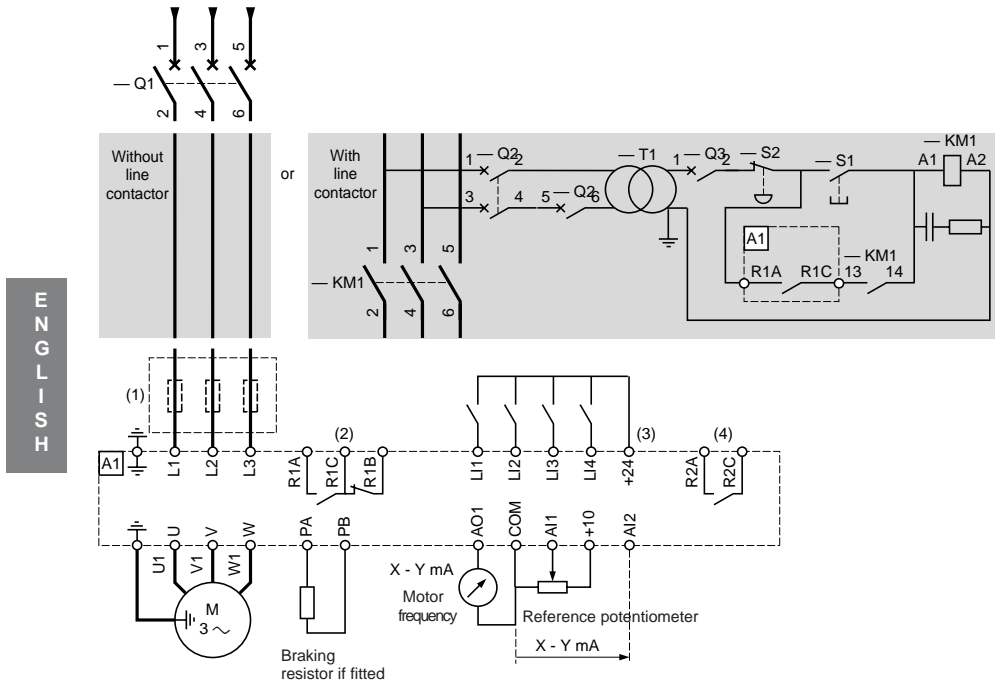 1 3 5
— Q1
2 4 6
Without
line
contactor
or
With
line
contactor
1 — Q2 2
— T1
1 — Q3 2
— S2
— S1
— KM1
A1 A2
3 4 5 — Q2 6
A1
R1A R1C
— KM1
13 14
1 3 5
— KM1
2 4 6
ENGLISH
(1)
(2)
(3)
(4)
A1
L1 L2 L3
R1A R1C R1B
LI1 LI2 LI3 LI4 +24
R2A R2C
U V W
PA PB
AO1 COM AI1 +10 AI2
U1 V1 W1
M
3 ~
X - Y mA
Motor
frequency
Reference potentiometer
X - Y mA
Braking
resistor if fitted